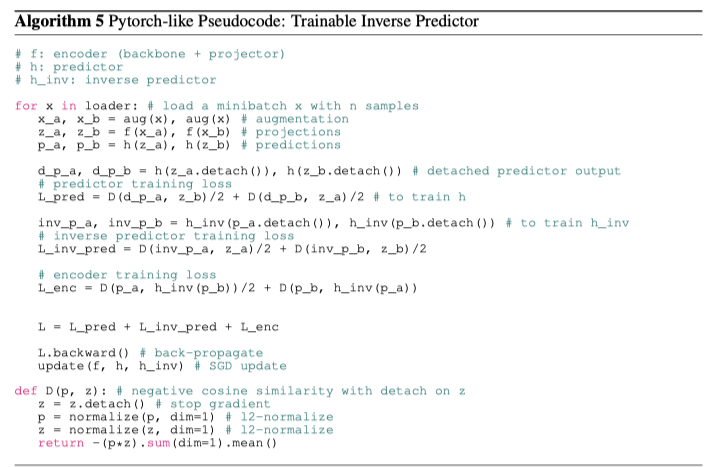 Algorithm 5 Pytorch-like Pseudocode: Trainable Inverse Predictor
# f: encoder (backbone + projector)
# h: predictor
# h_inv: inverse predictor
for x in loader: # load a minibatch x with n samples
x_a, x_b = aug(x), aug(x) # augmentation
z_a, z_b = f(x_a), f(x_b) # projections
p_a, p_b = h(z_a), h(z_b) # predictions
d_p_a, d_p_b = h(z_a.detach()), h(z_b.detach()) # detached predictor output
# predictor training loss
L_pred = D(d_p_a, z_b)/2 + D(d_p_b, z_a)/2 # to train h
inv_p_a, inv_p_b = h_inv(p_a.detach()), h_inv(p_b.detach()) # to train h_inv
# inverse predictor training loss
L_inv_pred = D(inv_p_a, z_a)/2 + D(inv_p_b, z_b)/2
# encoder training loss
L_enc = D(p_a, h_inv(p_b))/2 + D(p_b, h_inv(p_a))
L = L_pred + L_inv_pred + L_enc
L.backward() # back-propagate
update(f, h, h_inv) # SGD update
def D(p, z): # negative cosine similarity with detach on z
z = z.detach() # stop gradient
p = normalize(p, dim=1) # l2-normalize
z = normalize(z, dim=1) # l2-normalize
return -(p*z).sum(dim=1).mean()